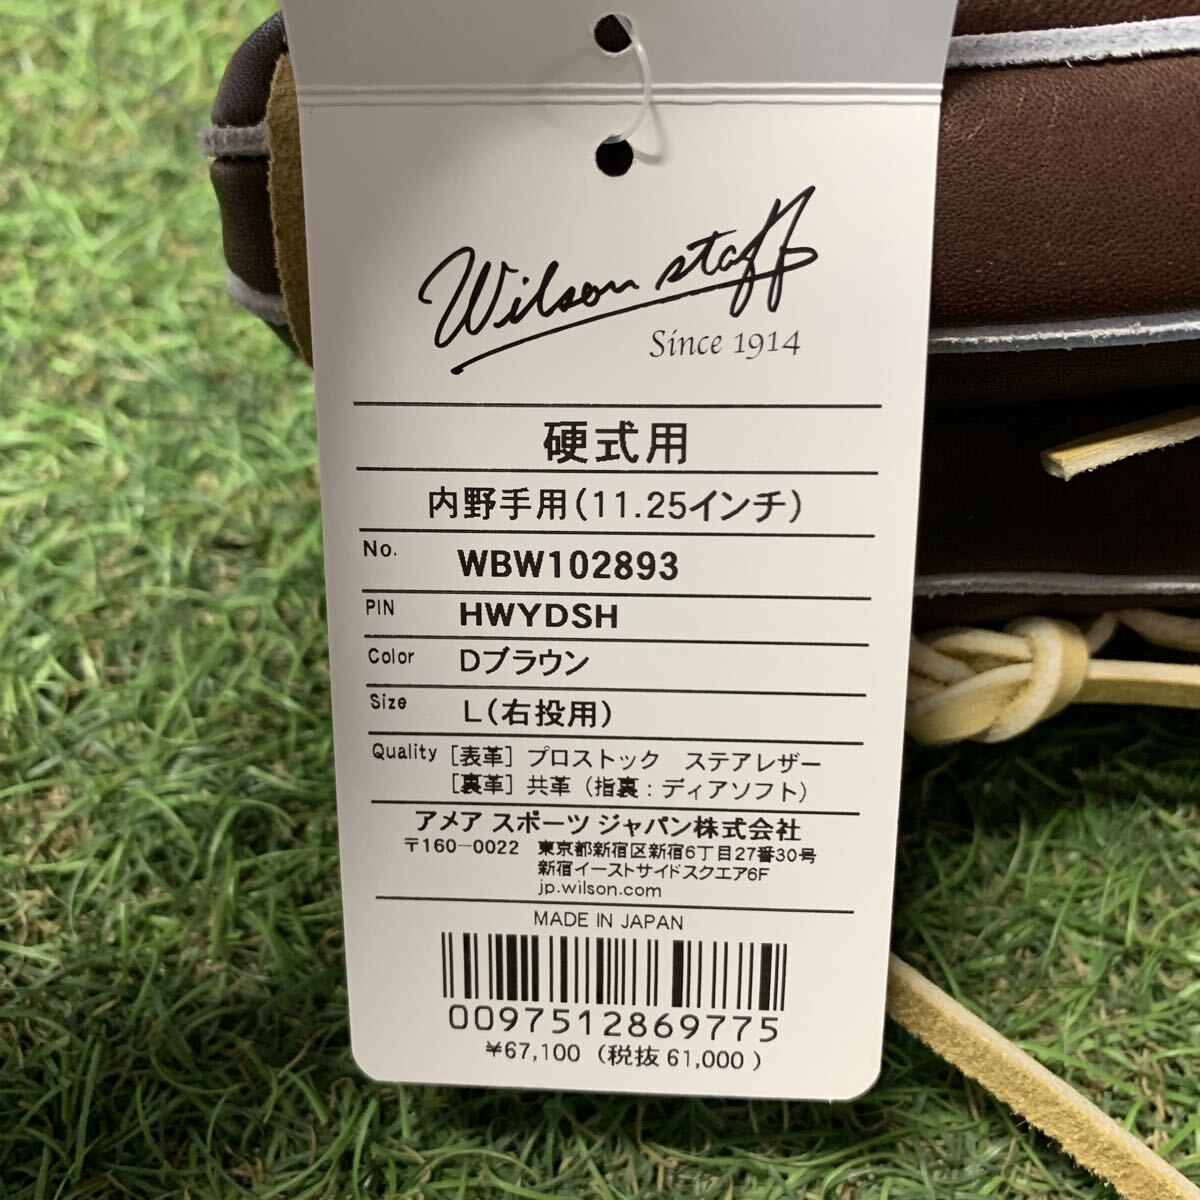 Wilson staff
Since 1914
硬式用
内野手用(11.25インチ)
No. WBW102893
PIN HWYDSH
Color Dブラウン
Size L(右投用)
Quality [表革] プロストック ステアレザー
[裏革] 共革 (指裏:ディアソフト)
アメア スポーツ ジャパン株式会社
〒160-0022 東京都新宿区新宿6丁目27番30号
新宿イーストサイドスクエア6F
jp.wilson.com
MADE IN JAPAN
0097512869775
¥67,100 (税抜 61,000)